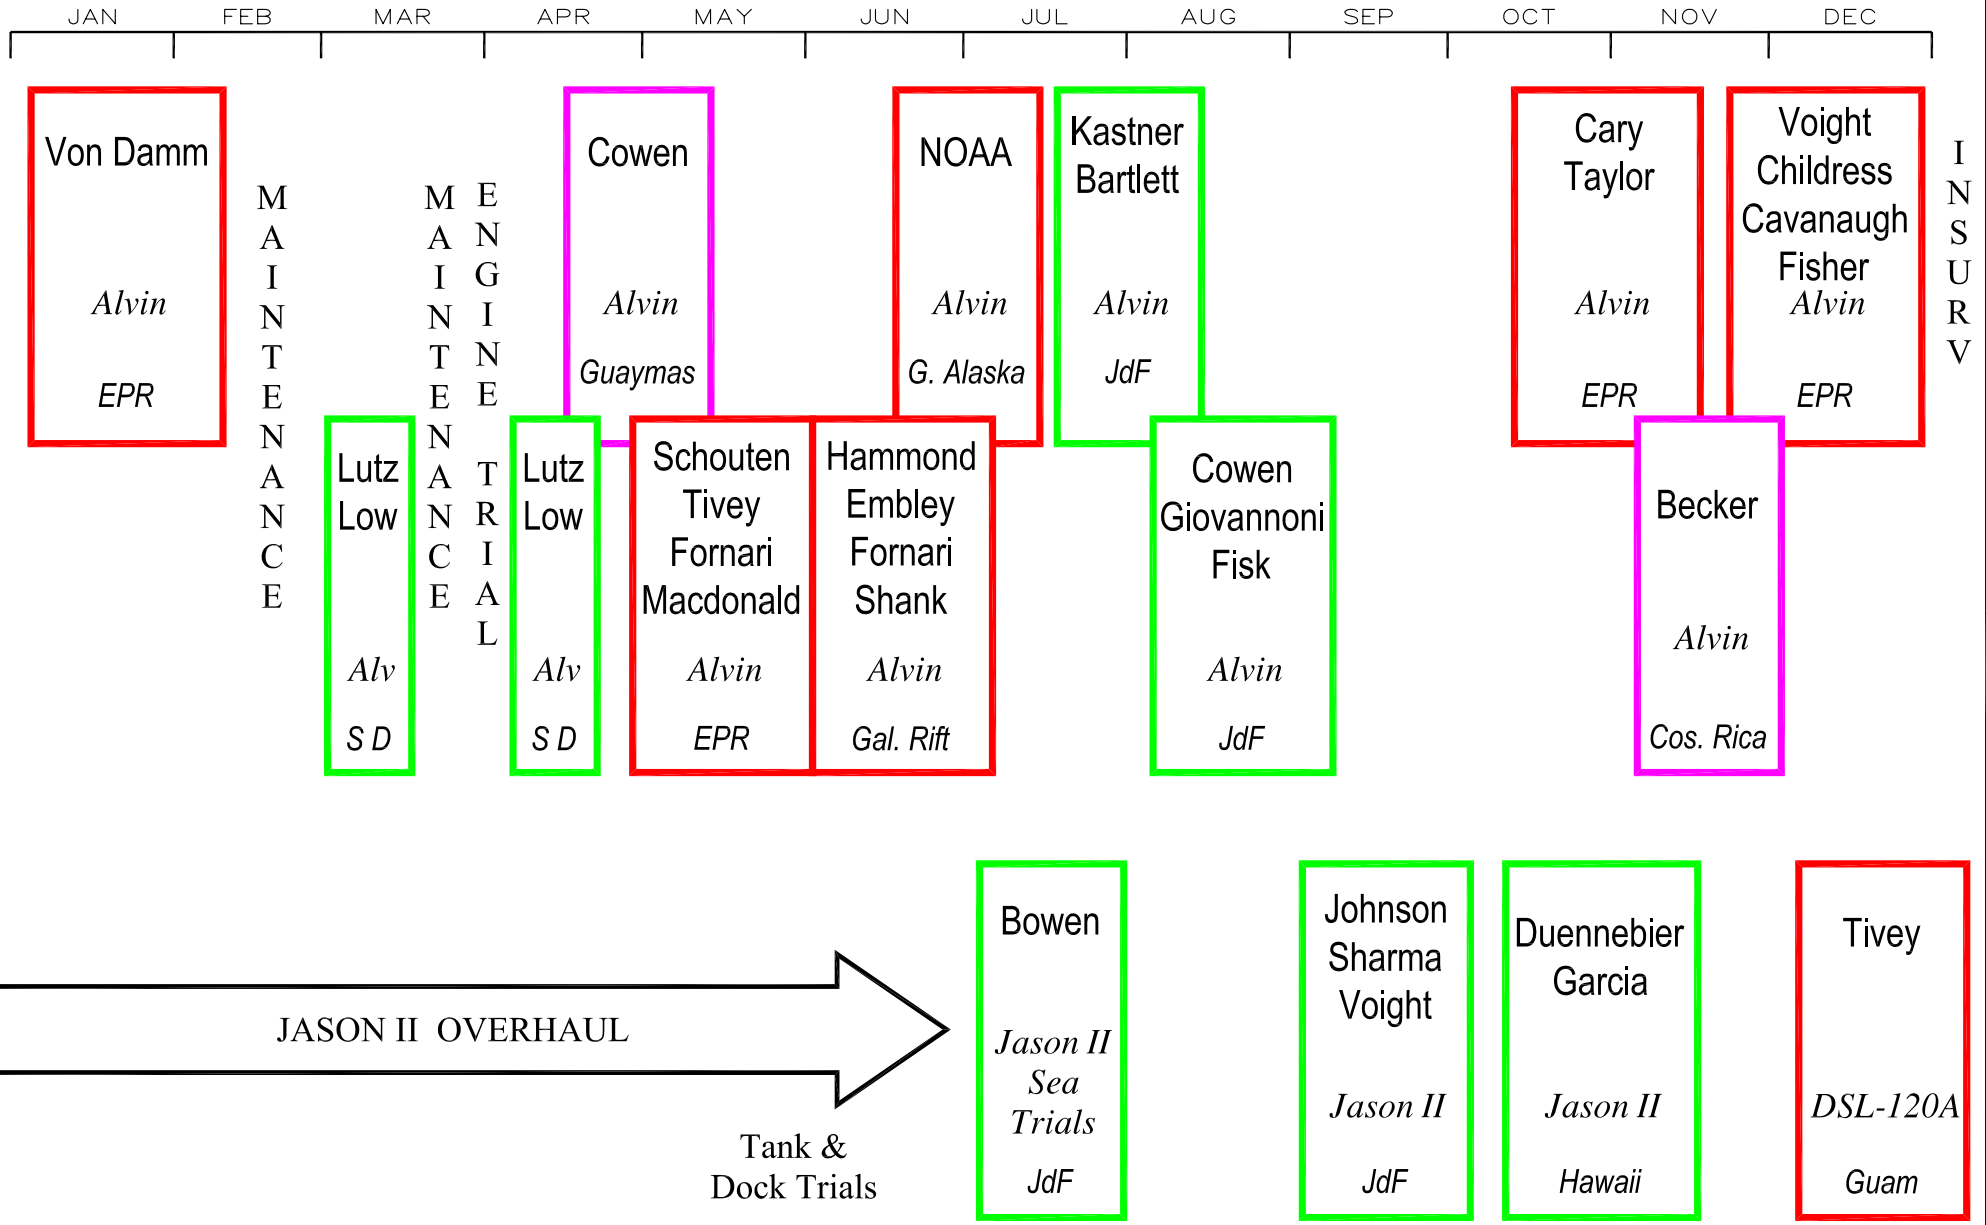 JAN FEB MAR APR MAY JUN JUL AUG SEP OCT NOV DEC
Von Damm
Alvin
EPR
MAINTENANCE
Lutz
Low
Alv
S D
MAINTENANCE
ENGINE TRIAL
Cowen
Alvin
Guaymas
Lutz
Low
Alv
S D
Schouten
Tivey
Fornari
Macdonald
Alvin
EPR
Hammond
Embley
Fornari
Shank
Alvin
Gal. Rift
NOAA
Alvin
G. Alaska
Kastner
Bartlett
Alvin
JdF
Cowen
Giovannoni
Fisk
Alvin
JdF
Cary
Taylor
Alvin
EPR
Becker
Alvin
Cos. Rica
Voight
Childress
Cavanaugh
Fisher
Alvin
EPR
INSURV
JASON II OVERHAUL
Tank &
Dock Trials
Bowen
Jason II
Sea
Trials
JdF
Johnson
Sharma
Voight
Jason II
JdF
Duennebier
Garcia
Jason II
Hawaii
Tivey
DSL-120A
Guam